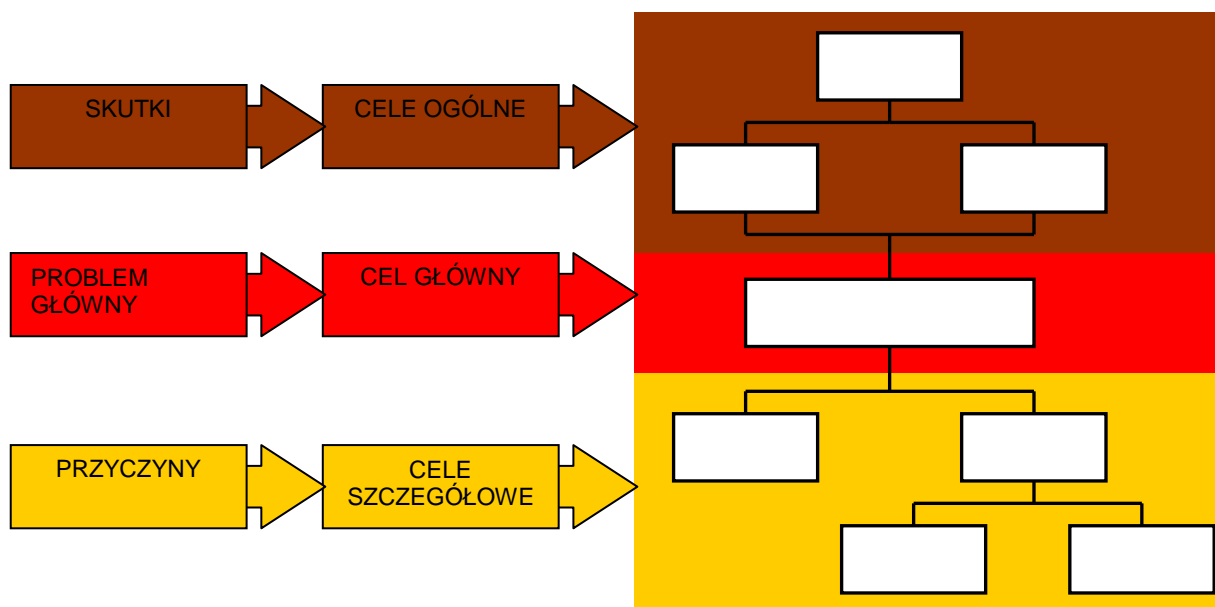 SKUTKI
CELE OGÓLNE
PROBLEM
GŁÓWNY
CEL GŁÓWNY
PRZYCZYNY
CELE
SZCZEGÓŁOWE